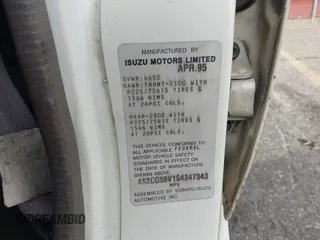 MANUFACTURED BY
ISUZU MOTORS LIMITED
APR.95
GVWR:4650
GAWR:FRONT-2100 WITH
P225/75R15 TIRES &
15X6 RIMS
AT 26PSI COLD.
REAR-2800 WITH
P225/75R15 TIRES &
15X6 RIMS
AT 26PSI COLD.
THIS VEHICLE CONFORMS
TO ALL APPLICABLE FEDERAL
MOTOR VEHICLE SAFETY
STANDARDS IN EFFECT ON
THE DATE OF MANUFACTURE
SHOWN ABOVE.
4S2CG58V1S4347343
MPV
ASSEMBLED BY SUBARU-ISUZU
AUTOMOTIVE INC.